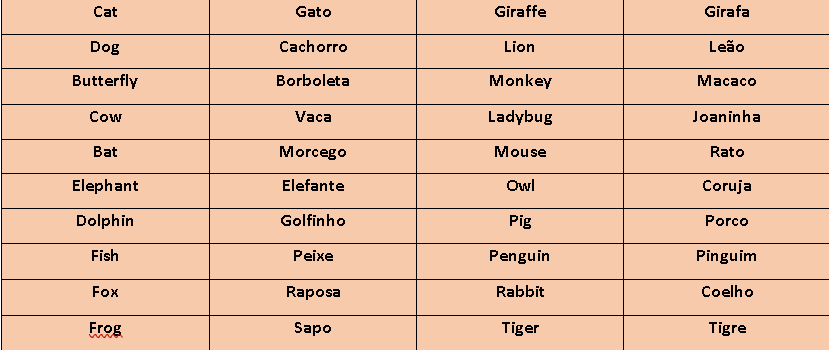 Cat Gato Giraffe Girafa
Dog Cachorro Lion Leão
Butterfly Borboleta Monkey Macaco
Cow Vaca Ladybug Joaninha
Bat Morcego Mouse Rato
Elephant Elefante Owl Coruja
Dolphin Golfinho Pig Porco
Fish Peixe Penguin Pinguim
Fox Raposa Rabbit Coelho
Frog Sapo Tiger Tigre